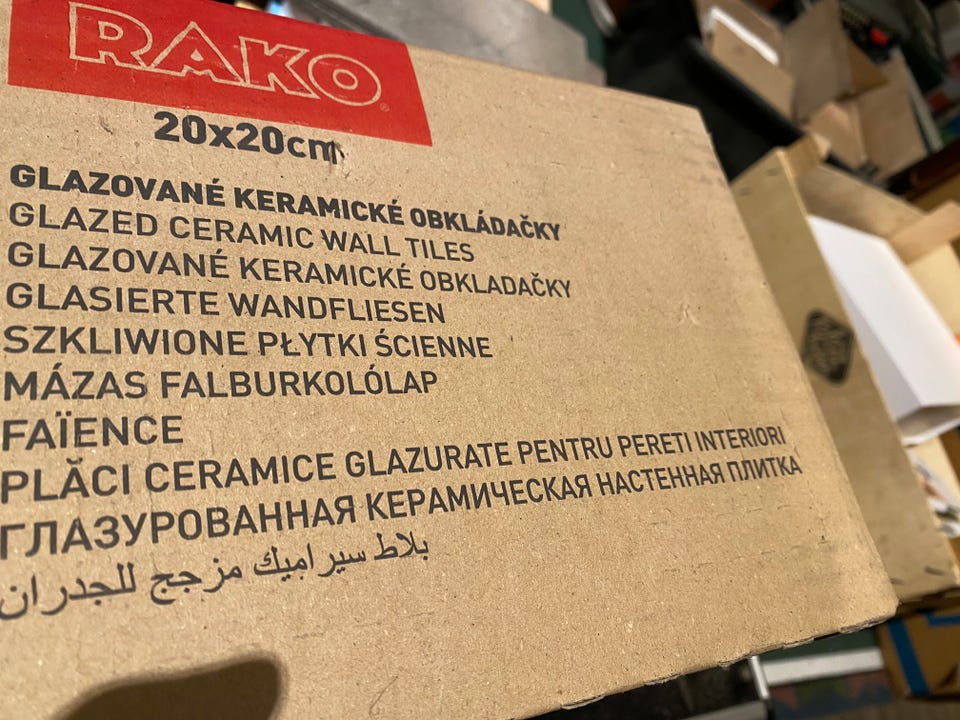 RAKO®
20x20cm
GLAZOVANÉ KERAMICKÉ OBKLÁDAČKY
GLAZED CERAMIC WALL TILES
GLAZOVANÉ KERAMICKÉ OBKLADAČKY
GLASIERTE WANDFLIESEN
SZKLIWIONE PŁYTKI ŚCIENNE
MÁZAS FALBURKOLÓLAP
FAÏENCE
PLĂCI CERAMICE GLAZURATE PENTRU PERETI INTERIORI
ГЛАЗУРОВАННАЯ КЕРАМИЧЕСКАЯ НАСТЕННАЯ ПЛИТКА
بلاط سيراميك مزجج للجدران